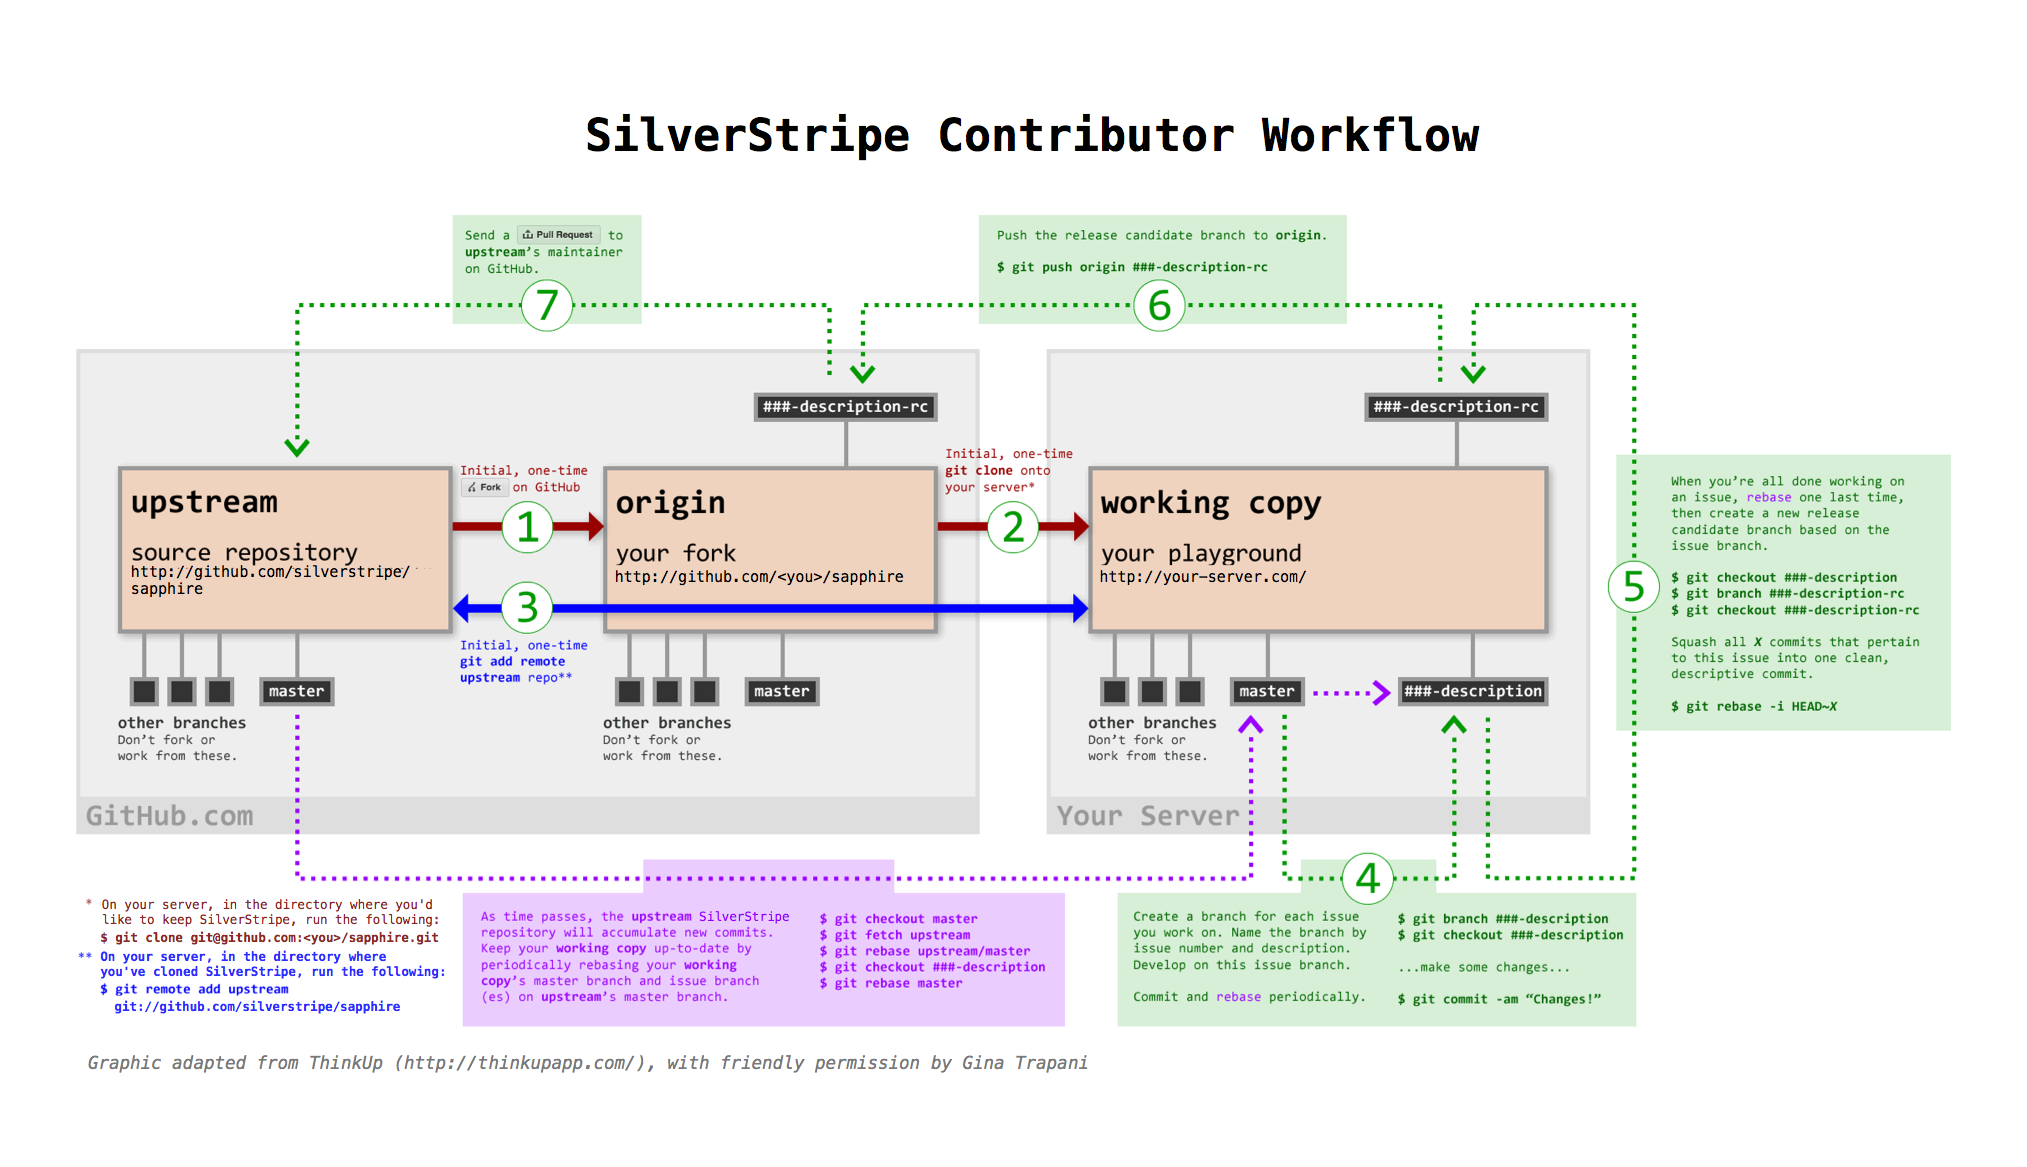 SilverStripe Contributor Workflow
Send a Pull Request to
upstream’s maintainer
on GitHub.
7
Push the release candidate branch to origin.
$ git push origin ###-description-rc
6
###-description-rc
###-description-rc
upstream
source repository
http://github.com/silverstripe/
sapphire
Initial, one-time
Fork on GitHub
1
origin
your fork
http://github.com/<you>/sapphire
Initial, one-time
git clone onto
your server*
2
working copy
your playground
http://your-server.com/
3
Initial, one-time
git add remote
upstream repo**
When you’re all done working on
an issue, rebase one last time,
then create a new release
candidate branch based on the
issue branch.
$ git checkout ###-description
$ git branch ###-description-rc
$ git checkout ###-description-rc
Squash all X commits that pertain
to this issue into one clean,
descriptive commit.
$ git rebase -i HEAD~X
5
master
other branches
Don’t fork or
work from these.
master
other branches
Don’t fork or
work from these.
master
###-description
other branches
Don’t fork or
work from these.
GitHub.com
Your Server
* On your server, in the directory where you'd
like to keep SilverStripe, run the following:
$ git clone git@github.com:<you>/sapphire.git
** On your server, in the directory where
you've cloned SilverStripe, run the following:
$ git remote add upstream
git://github.com/silverstripe/sapphire
As time passes, the upstream SilverStripe
repository will accumulate new commits.
Keep your working copy up-to-date by
periodically rebasing your working
copy’s master branch and issue branch
(es) on upstream’s master branch.
$ git checkout master
$ git fetch upstream
$ git rebase upstream/master
$ git checkout ###-description
$ git rebase master
4
Create a branch for each issue
you work on. Name the branch by
issue number and description.
Develop on this issue branch.
Commit and rebase periodically.
$ git branch ###-description
$ git checkout ###-description
...make some changes...
$ git commit -am “Changes!”
Graphic adapted from ThinkUp (http://thinkupapp.com/), with friendly permission by Gina Trapani